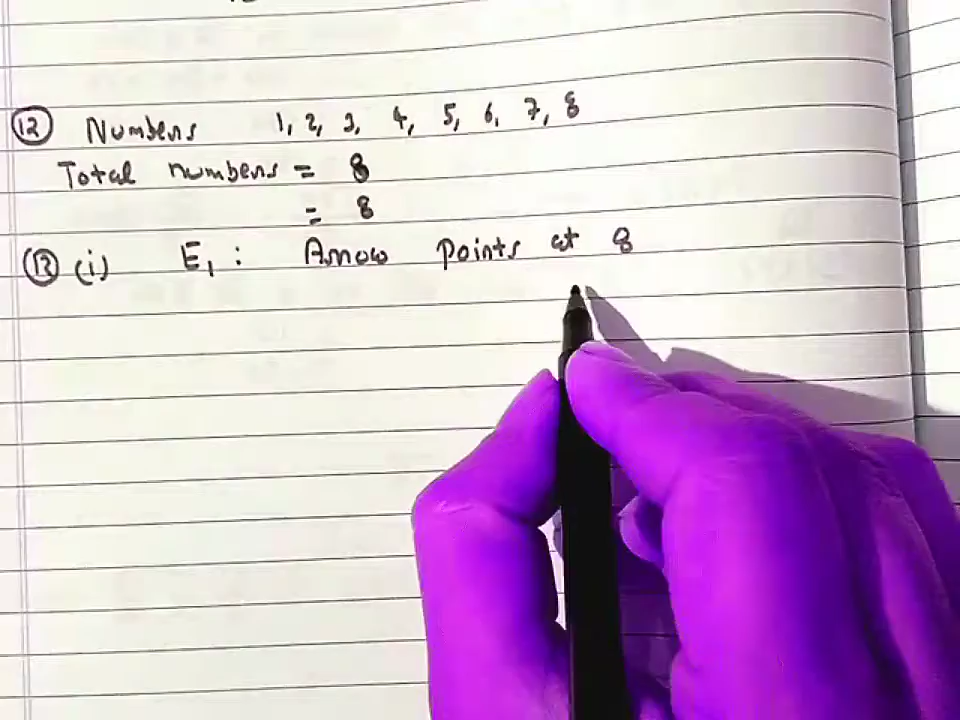 12 Numbers 1, 2, 3, 4, 5, 6, 7, 8
Total numbers = 8
= 8
12 (i) E1 : Arrow points at 8